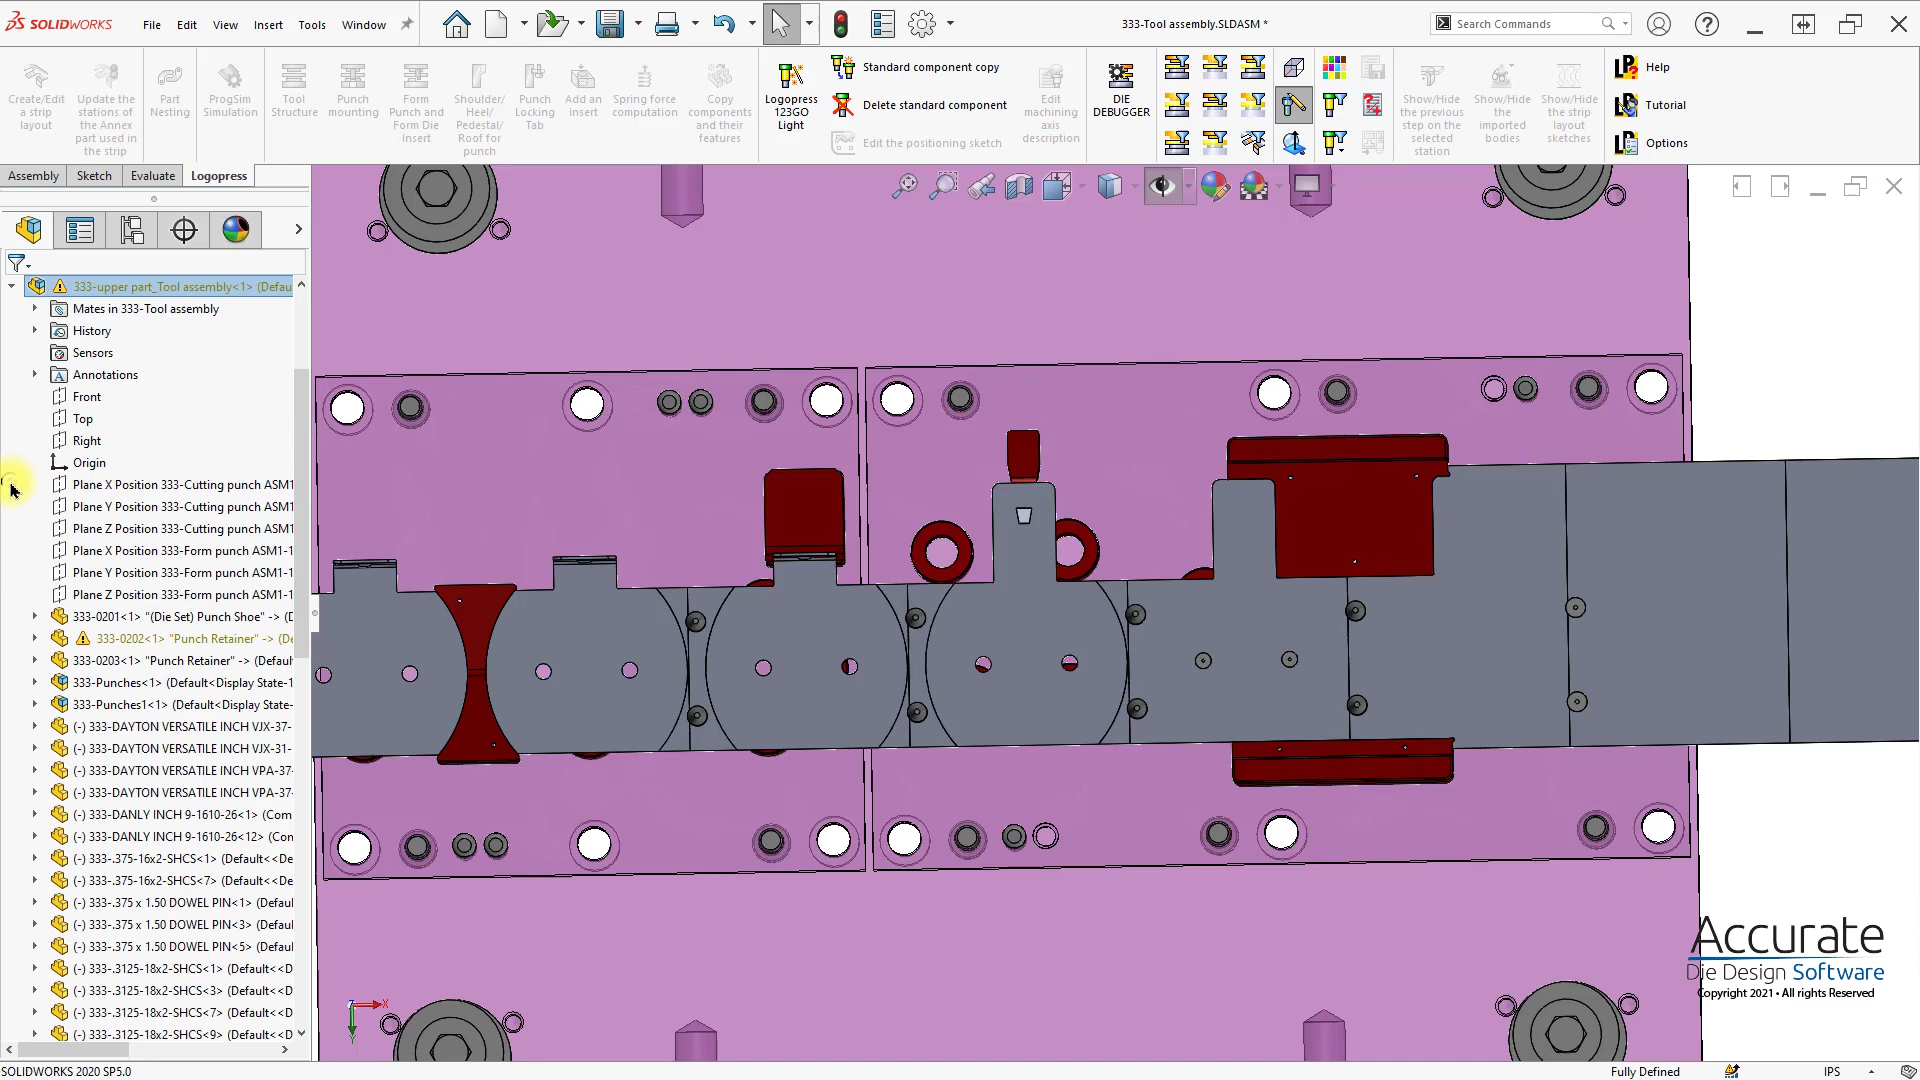 SOLIDWORKS File Edit View Insert Tools Window 333-Tool assembly.SLDASM * Search Commands
Create/Edit a strip layout
Update the stations of the Annex part used in the strip
Part Nesting
ProgSim Simulation
Tool Structure
Punch mounting
Form Punch and Form Die Insert
Shoulder/ Heel/ Pedestal/ Roof for punch
Punch Locking Tab
Add an insert
Spring force computation
Copy components and their features
Logopress 123GO Light
Standard component copy
Delete standard component
Edit the positioning sketch
Edit machining axis description
DIE DEBUGGER
Show/Hide the previous step on the selected station
Show/Hide the imported bodies
Show/Hide the strip layout sketches
Help
Tutorial
Options
Assembly Sketch Evaluate Logopress
333-upper part_Tool assembly<1> (Defau
Mates in 333-Tool assembly
History
Sensors
Annotations
Front
Top
Right
Origin
Plane X Position 333-Cutting punch ASM1
Plane Y Position 333-Cutting punch ASM1
Plane Z Position 333-Cutting punch ASM1
Plane X Position 333-Form punch ASM1-1
Plane Y Position 333-Form punch ASM1-1
Plane Z Position 333-Form punch ASM1-1
333-0201<1> "(Die Set) Punch Shoe" -> (D
333-0202<1> "Punch Retainer" -> (De
333-0203<1> "Punch Retainer" -> (Default
333-Punches<1> (Default<Display State-1
333-Punches1<1> (Default<Display State-
(-) 333-DAYTON VERSATILE INCH VJX-37-
(-) 333-DAYTON VERSATILE INCH VJX-31-
(-) 333-DAYTON VERSATILE INCH VPA-37-
(-) 333-DAYTON VERSATILE INCH VPA-37-
(-) 333-DANLY INCH 9-1610-26<1> (Com
(-) 333-DANLY INCH 9-1610-26<12> (Con
(-) 333-.375-16x2-SHCS<1> (Default<<De
(-) 333-.375-16x2-SHCS<7> (Default<<De
(-) 333-.375 x 1.50 DOWEL PIN<1> (Defaul
(-) 333-.375 x 1.50 DOWEL PIN<3> (Defaul
(-) 333-.375 x 1.50 DOWEL PIN<5> (Defaul
(-) 333-.3125-18x2-SHCS<1> (Default<<D
(-) 333-.3125-18x2-SHCS<3> (Default<<D
(-) 333-.3125-18x2-SHCS<7> (Default<<D
(-) 333-.3125-18x2-SHCS<9> (Default<<D
X
Y
Accurate
Die Design Software
Copyright 2021 • All rights Reserved
SOLIDWORKS 2020 SP5.0 Fully Defined IPS